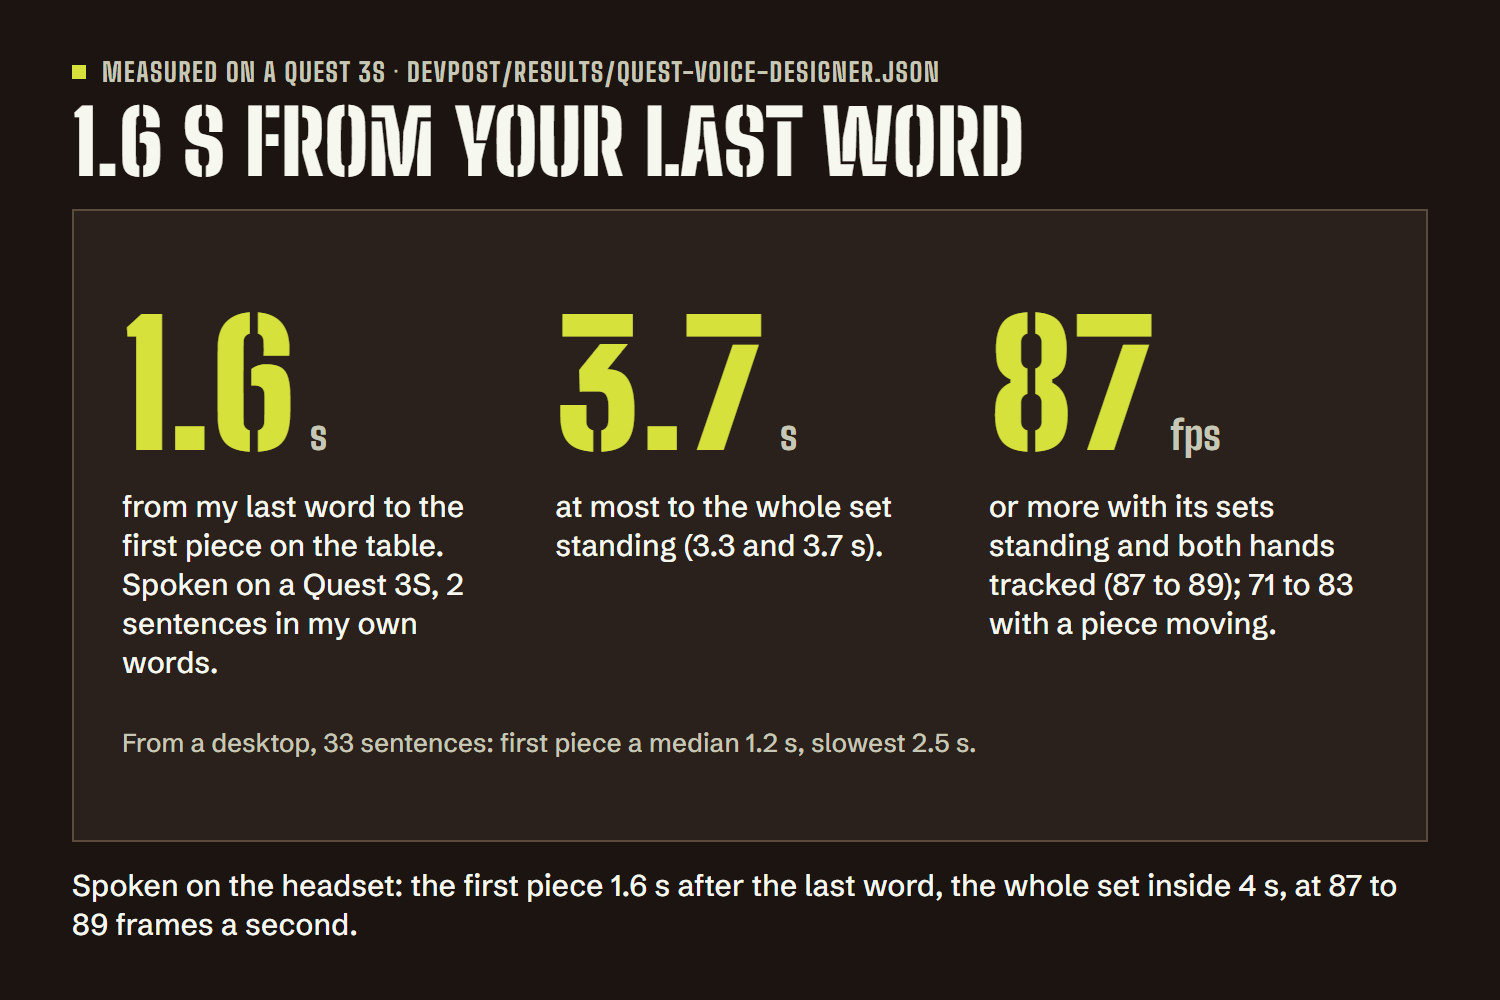 MEASURED ON A QUEST 3S · DEVPOST/RESULTS/QUEST-VOICE-DESIGNER.JSON
1.6 S FROM YOUR LAST WORD
1.6 s
from my last word to the
first piece on the table.
Spoken on a Quest 3S, 2
sentences in my own
words.
3.7 s
at most to the whole set
standing (3.3 and 3.7 s).
87 fps
or more with its sets
standing and both hands
tracked (87 to 89); 71 to 83
with a piece moving.
From a desktop, 33 sentences: first piece a median 1.2 s, slowest 2.5 s.
Spoken on the headset: the first piece 1.6 s after the last word, the whole set inside 4 s, at 87 to
89 frames a second.